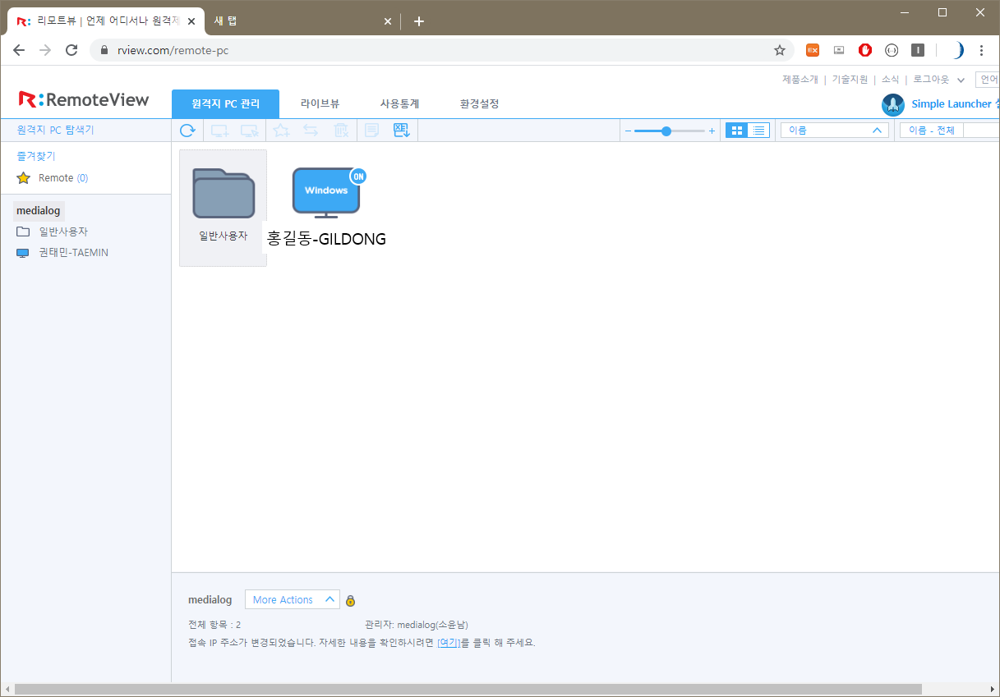 리모트뷰 | 언제 어디서나 원격제
새 탭
rview.com/remote-pc
제품소개 | 기술지원 | 소식 | 로그아웃
언어
RemoteView
원격지 PC 관리
라이브뷰
사용통계
환경설정
Simple Launcher
원격지 PC 탐색기
이름
이름 - 전체
즐겨찾기
Remote (0)
medialog
일반사용자
권태민-TAEMIN
Windows
ON
일반사용자
홍길동-GILDONG
medialog
More Actions
전체 항목 : 2
관리자: medialog(소윤남)
접속 IP 주소가 변경되었습니다. 자세한 내용을 확인하시려면 [여기]를 클릭 해 주세요.